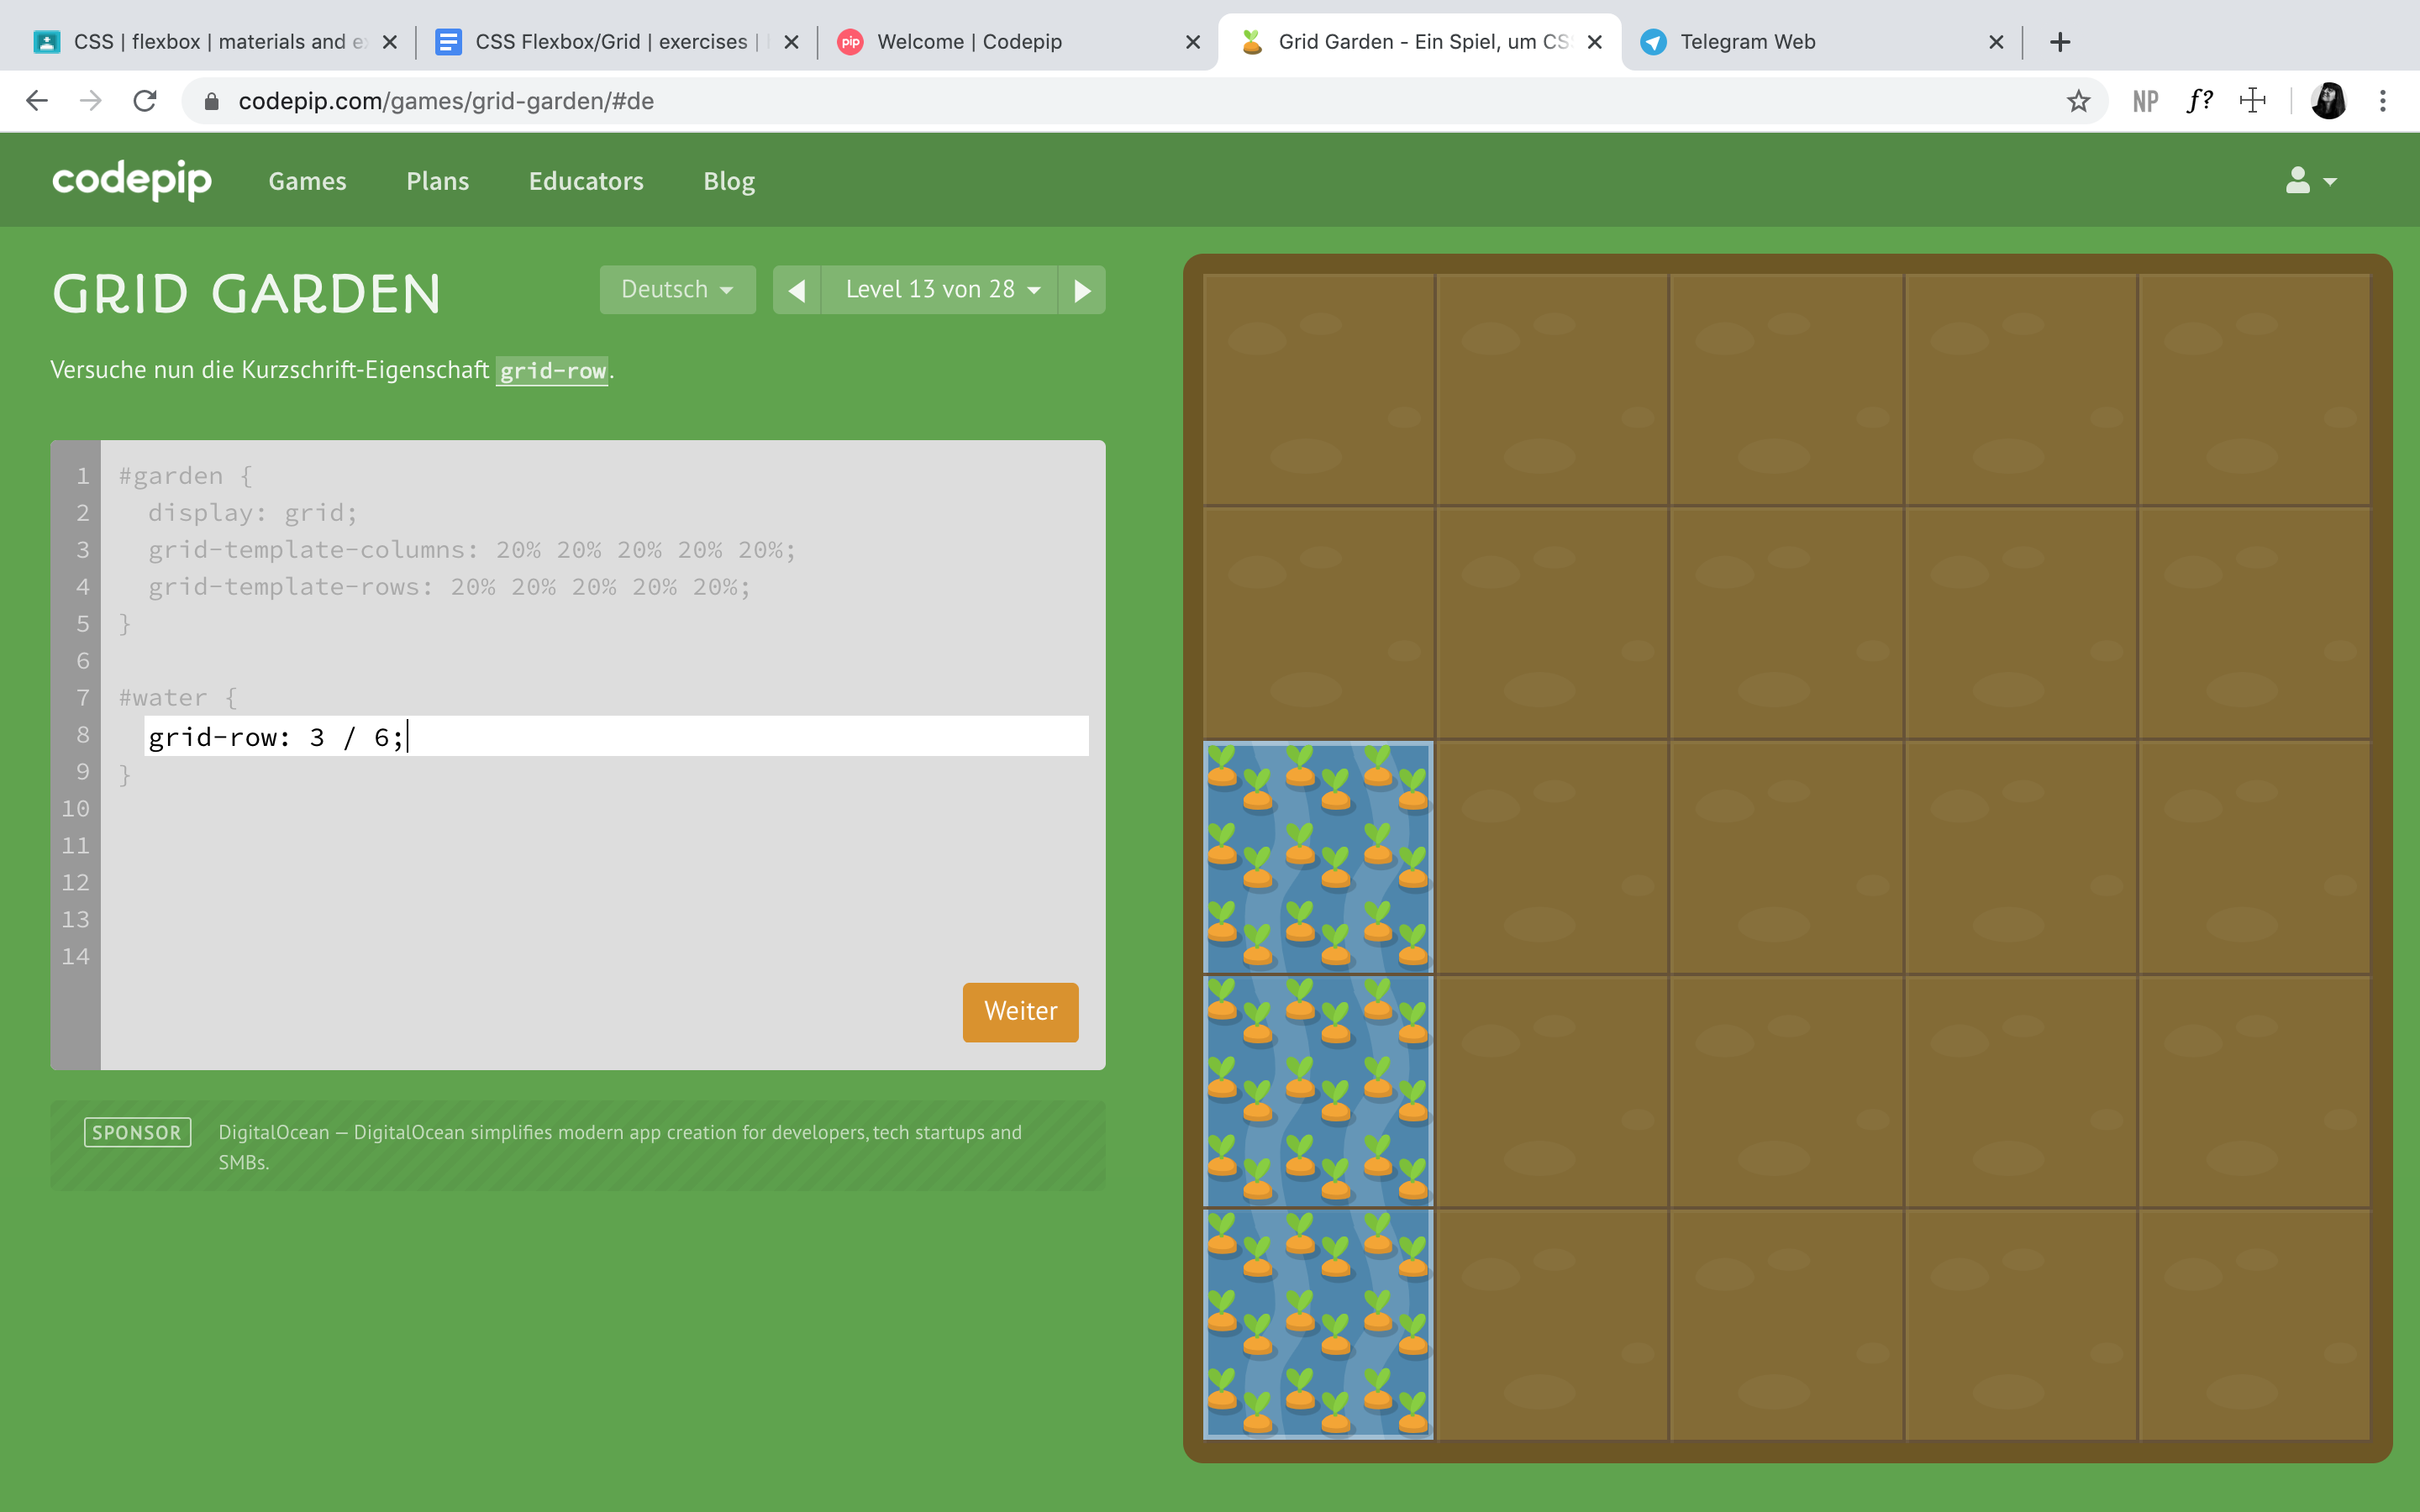 CSS | flexbox | materials and e
CSS Flexbox/Grid | exercises |
pip Welcome | Codepip
Grid Garden - Ein Spiel, um CS
Telegram Web
codepip.com/games/grid-garden/#de
NP f?
codepip Games Plans Educators Blog
GRID GARDEN
Deutsch
Level 13 von 28
Versuche nun die Kurzschrift-Eigenschaft grid-row.
1 #garden {
2 display: grid;
3 grid-template-columns: 20% 20% 20% 20% 20%;
4 grid-template-rows: 20% 20% 20% 20% 20%;
5 }
6
7 #water {
8 grid-row: 3 / 6;
9 }
10
11
12
13
14
Weiter
SPONSOR DigitalOcean — DigitalOcean simplifies modern app creation for developers, tech startups and
SMBs.